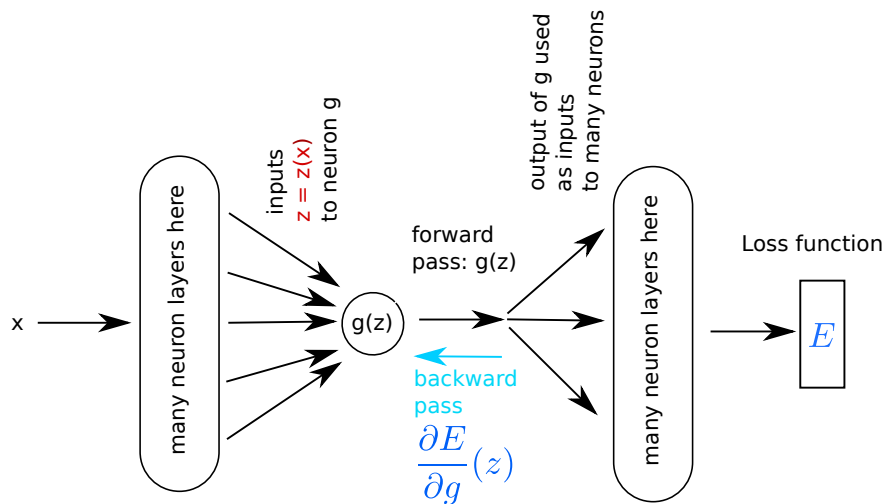 x
many neuron layers here
inputs
z = z(x)
to neuron g
g(z)
forward
pass: g(z)
backward
pass
∂E/∂g (z)
output of g used
as inputs
to many neurons
many neuron layers here
Loss function
E